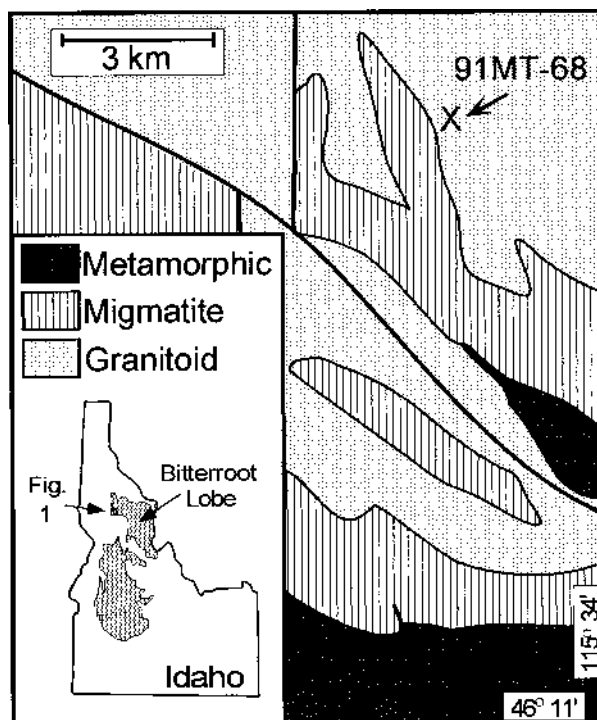 3 km
91MT-68
X
Metamorphic
Migmatite
Granitoid
Bitterroot
Lobe
Fig.
1
Idaho
115° 34'
46° 11'